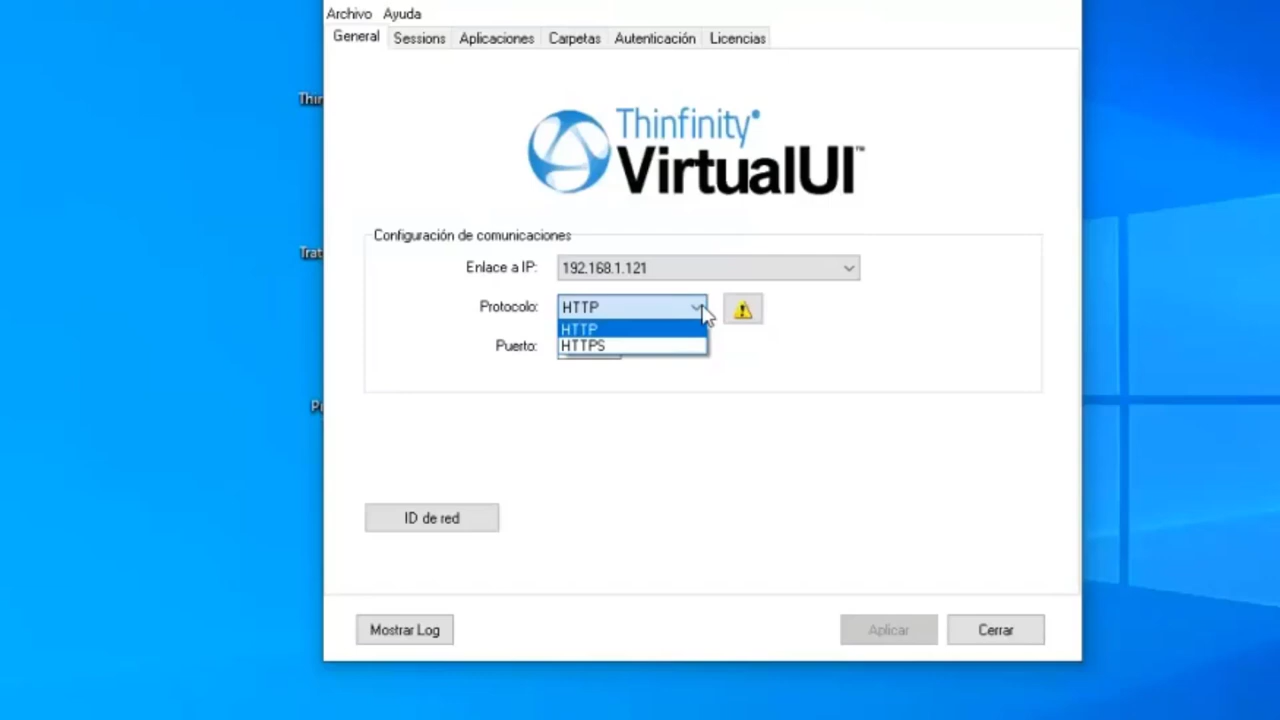 Archivo Ayuda
General Sessions Aplicaciones Carpetas Autenticación Licencias
Thinfinity
VirtualUI™
Configuración de comunicaciones
Enlace a IP: 192.168.1.121
Protocolo: HTTP
HTTP
HTTPS
Puerto:
ID de red
Mostrar Log Aplicar Cerrar